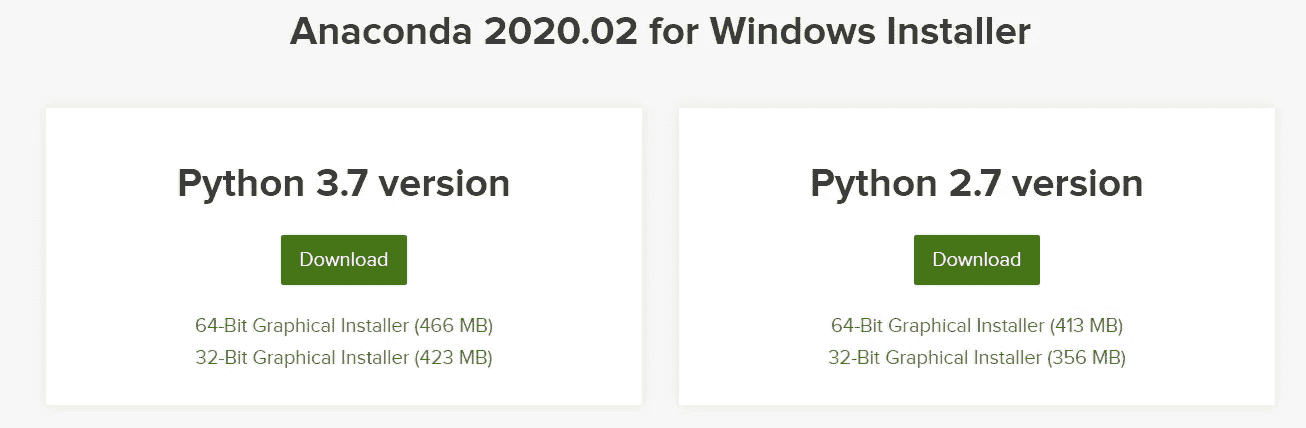 Anaconda 2020.02 for Windows Installer
Python 3.7 version
Download
64-Bit Graphical Installer (466 MB)
32-Bit Graphical Installer (423 MB)
Python 2.7 version
Download
64-Bit Graphical Installer (413 MB)
32-Bit Graphical Installer (356 MB)